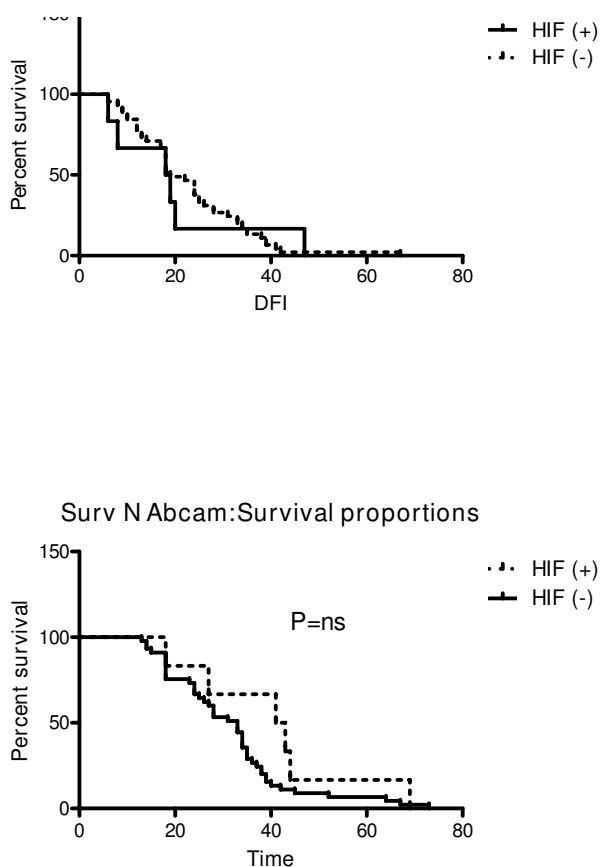 150
HIF (+)
HIF (-)
100
50
0
Percent survival
0 20 40 60 80
DFI
Surv N Abcam:Survival proportions
150
HIF (+)
HIF (-)
P=ns
100
50
0
Percent survival
0 20 40 60 80
Time